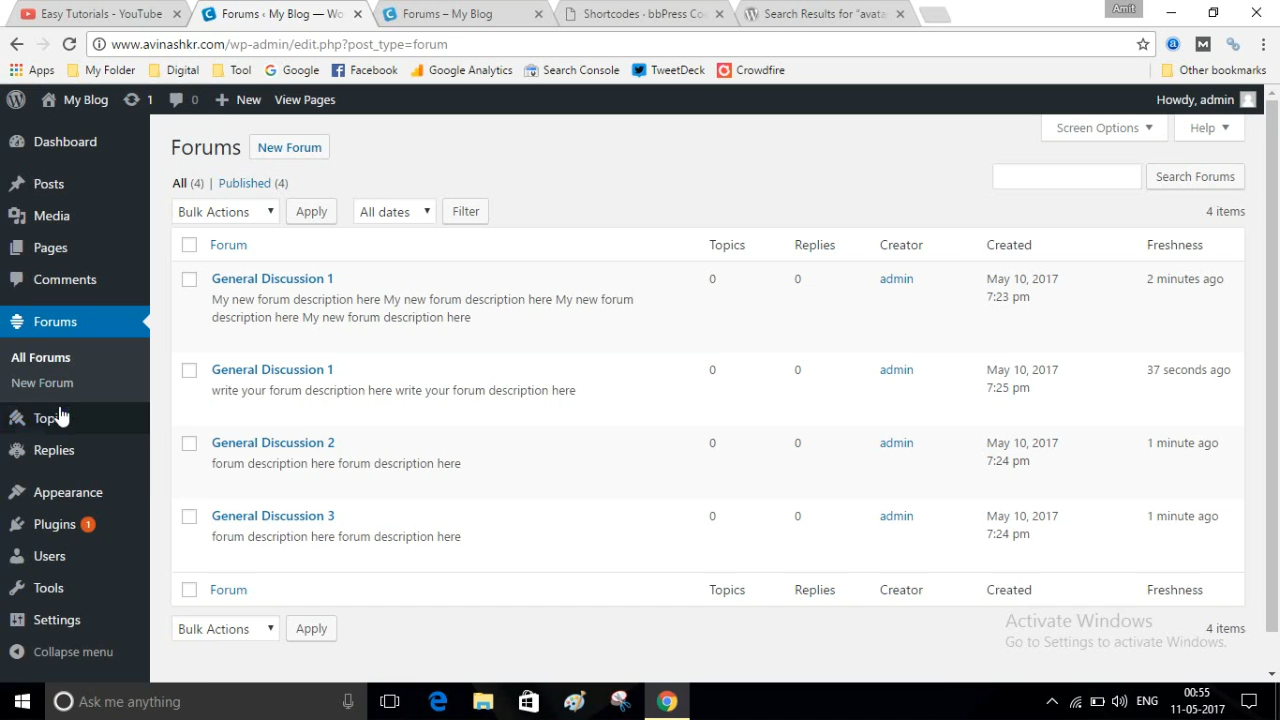 Easy Tutorials - YouTube
Forums ‹ My Blog — Wo
Forums – My Blog
Shortcodes · bbPress Co
Search Results for "avata
Amit
www.avinashkr.com/wp-admin/edit.php?post_type=forum
Apps
My Folder
Digital
Tool
Google
Facebook
Google Analytics
Search Console
TweetDeck
Crowdfire
Other bookmarks
My Blog
1
0
New
View Pages
Howdy, admin
Dashboard
Posts
Media
Pages
Comments
Forums
All Forums
New Forum
Replies
Appearance
Plugins 1
Users
Tools
Settings
Collapse menu
Screen Options
Help
Forums
New Forum
All (4) | Published (4)
Search Forums
Bulk Actions
Apply
All dates
Filter
4 items
Forum Topics Replies Creator Created Freshness
General Discussion 1 0 0 admin May 10, 2017 2 minutes ago
7:23 pm
My new forum description here My new forum description here My new forum
description here My new forum description here
General Discussion 1 0 0 admin May 10, 2017 37 seconds ago
7:25 pm
write your forum description here write your forum description here
General Discussion 2 0 0 admin May 10, 2017 1 minute ago
7:24 pm
forum description here forum description here
General Discussion 3 0 0 admin May 10, 2017 1 minute ago
7:24 pm
forum description here forum description here
Forum Topics Replies Creator Created Freshness
Bulk Actions
Apply
4 items
Activate Windows
Go to Settings to activate Windows.
Ask me anything
ENG
00:55
11-05-2017